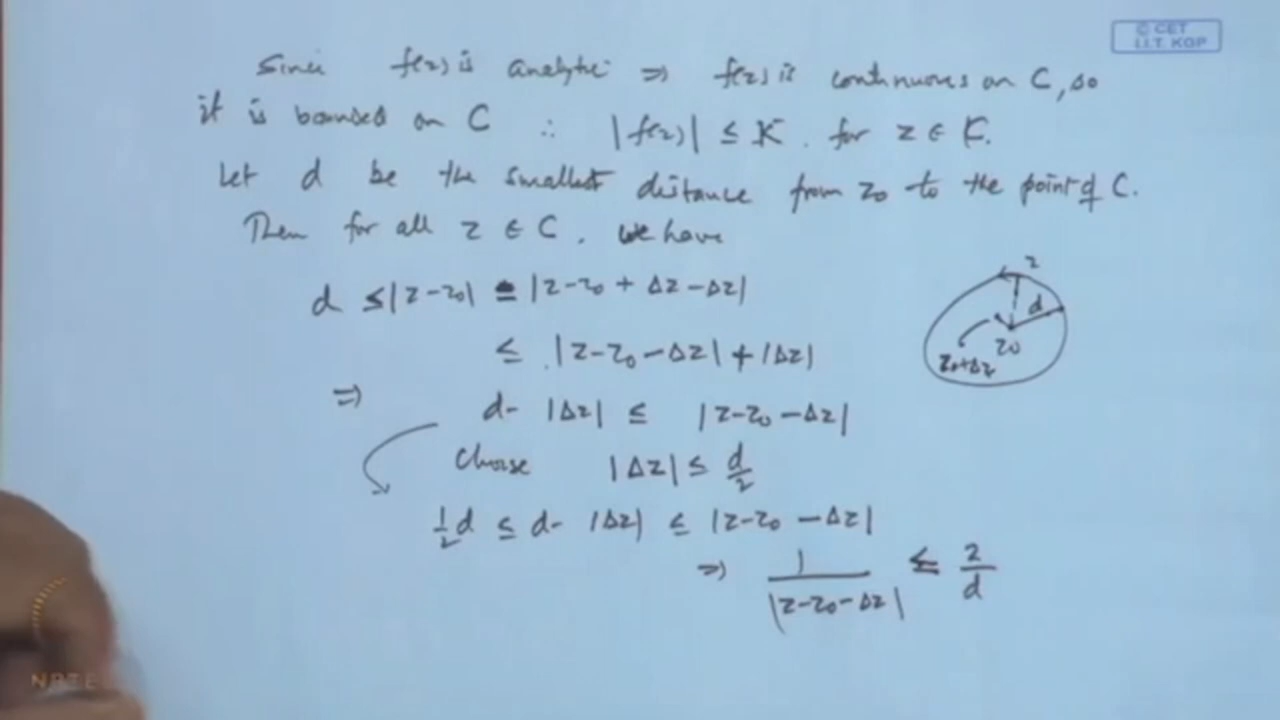 © CET
I.I.T. KGP
Since f(z) is analytic ⇒ f(z) is continuous on C, so
it is bounded on C ∴ |f(z)| ≤ K. for z ∈ C.
Let d be the smallest distance from z0 to the point of C.
Then for all z ∈ C, we have
d ≤ |z-z0| = |z-z0 + Δz - Δz|
≤ |z-z0-Δz| + |Δz|
⇒ d- |Δz| ≤ |z-z0-Δz|
Choose |Δz| ≤ d/2
1/2 d ≤ d- |Δz| ≤ |z-z0-Δz|
⇒ 1/|z-z0-Δz| ≤ 2/d
z
d
z0
z0+Δz
NPTEL